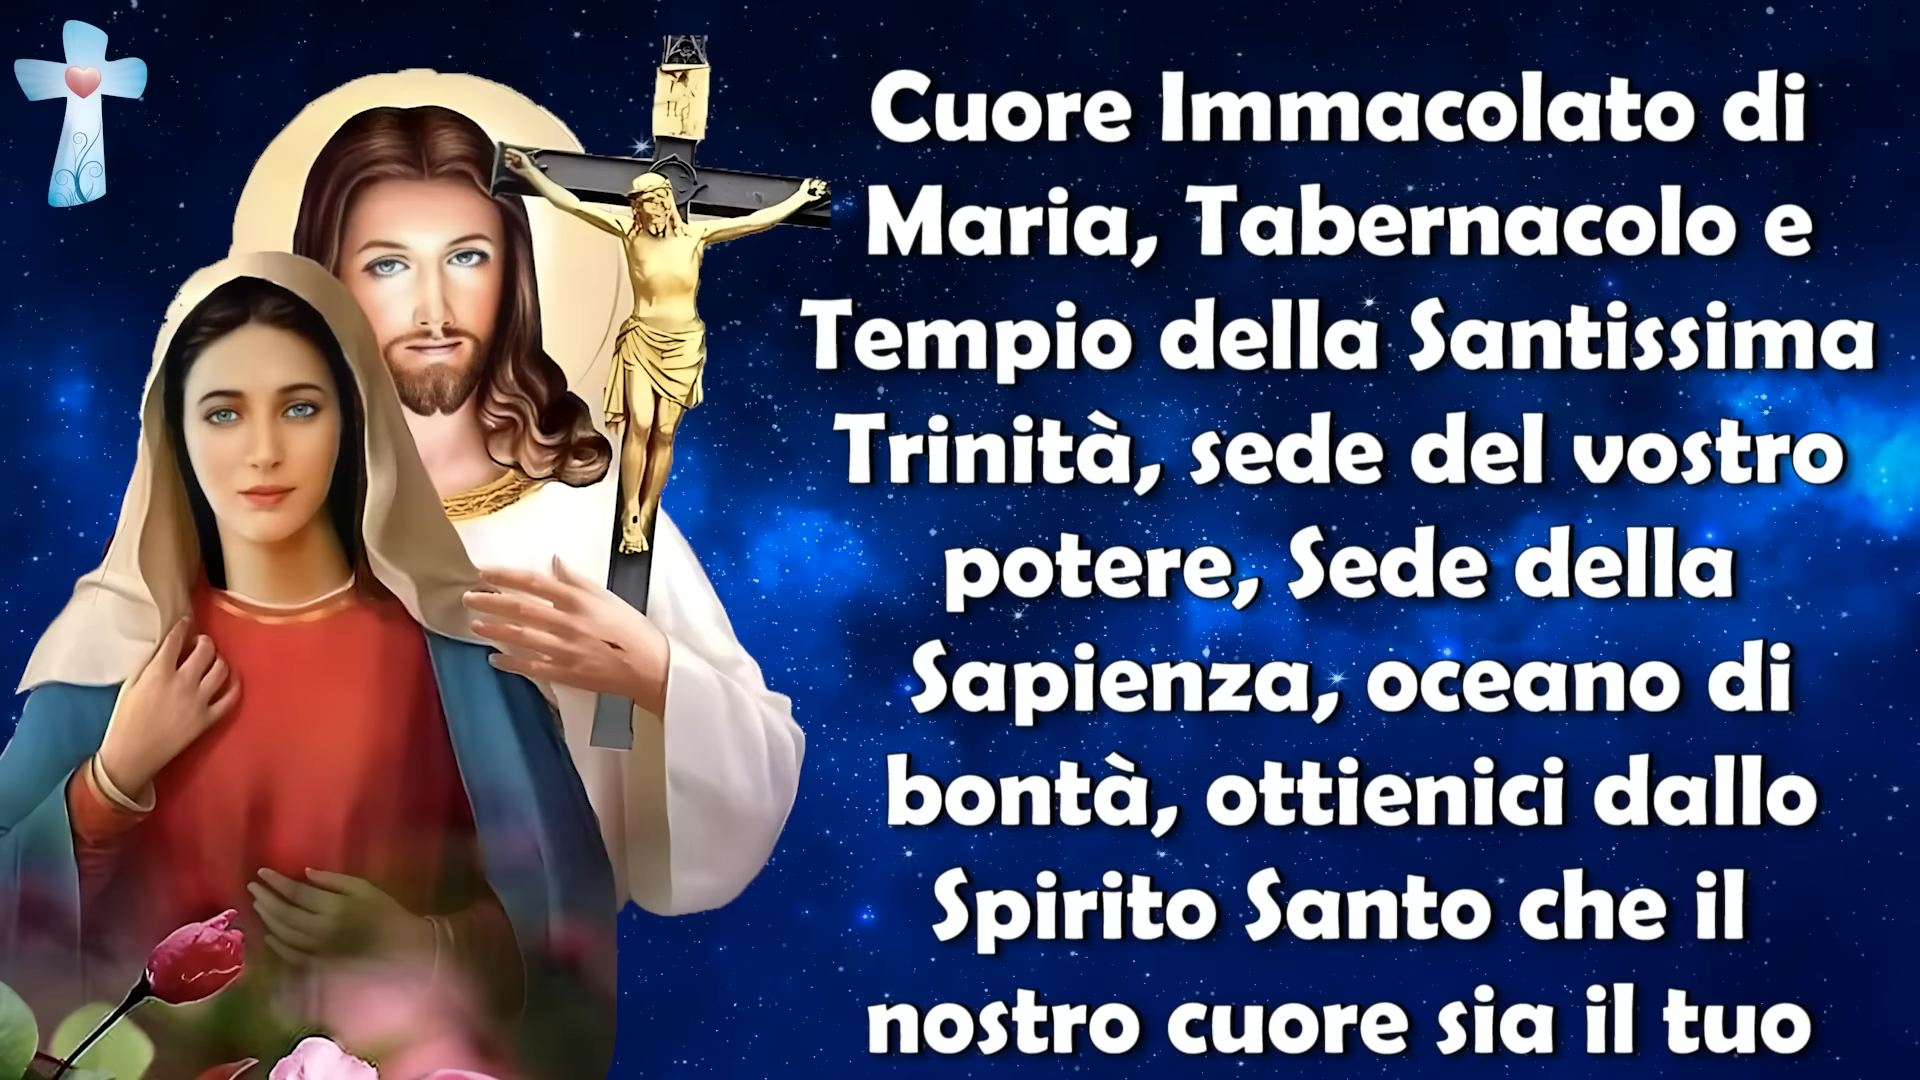 Cuore Immacolato di
Maria, Tabernacolo e
Tempio della Santissima
Trinità, sede del vostro
potere, Sede della
Sapienza, oceano di
bontà, ottienici dallo
Spirito Santo che il
nostro cuore sia il tuo